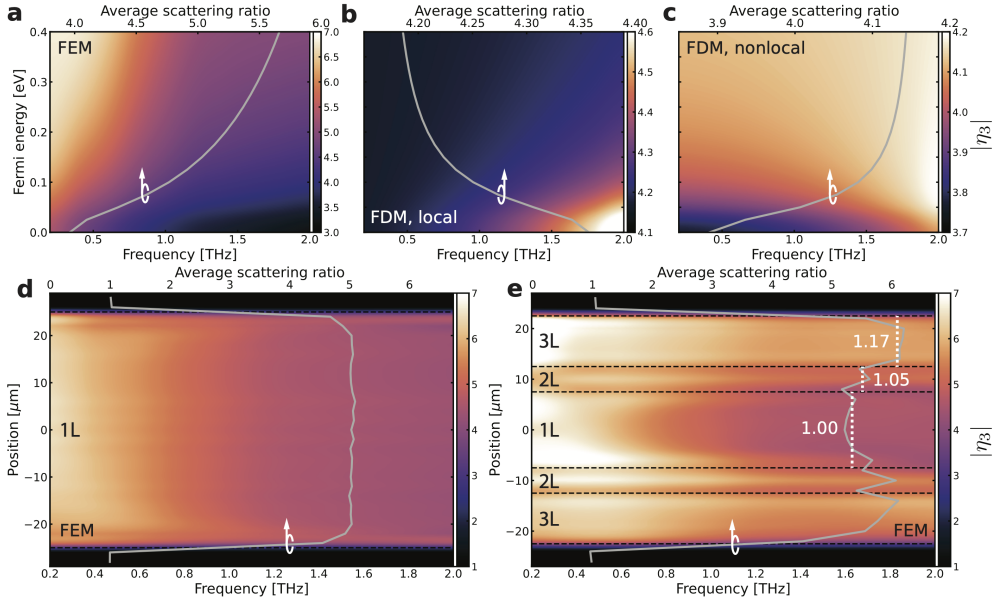 a
Average scattering ratio
4.0 4.5 5.0 5.5 6.0
FEM
0.4
0.3
0.2
0.1
0.0
Fermi energy [eV]
0.5 1.0 1.5 2.0
Frequency [THz]
7.0
6.5
6.0
5.5
5.0
4.5
4.0
3.5
3.0
b
Average scattering ratio
4.20 4.25 4.30 4.35 4.40
FDM, local
0.5 1.0 1.5 2.0
Frequency [THz]
4.6
4.5
4.4
4.3
4.2
4.1
c
Average scattering ratio
3.9 4.0 4.1 4.2
FDM, nonlocal
0.5 1.0 1.5 2.0
Frequency [THz]
4.2
4.1
4.0
3.9
3.8
3.7
|η3|
d
Average scattering ratio
0 1 2 3 4 5 6
20
10
0
−10
−20
Position [μm]
1L
FEM
0.2 0.4 0.6 0.8 1.0 1.2 1.4 1.6 1.8 2.0
Frequency [THz]
7
6
5
4
3
2
1
e
Average scattering ratio
0 1 2 3 4 5 6
20
10
0
−10
−20
Position [μm]
3L
2L
1L
2L
3L
1.17
1.05
1.00
FEM
0.2 0.4 0.6 0.8 1.0 1.2 1.4 1.6 1.8 2.0
Frequency [THz]
7
6
5
4
3
2
1
|η3|